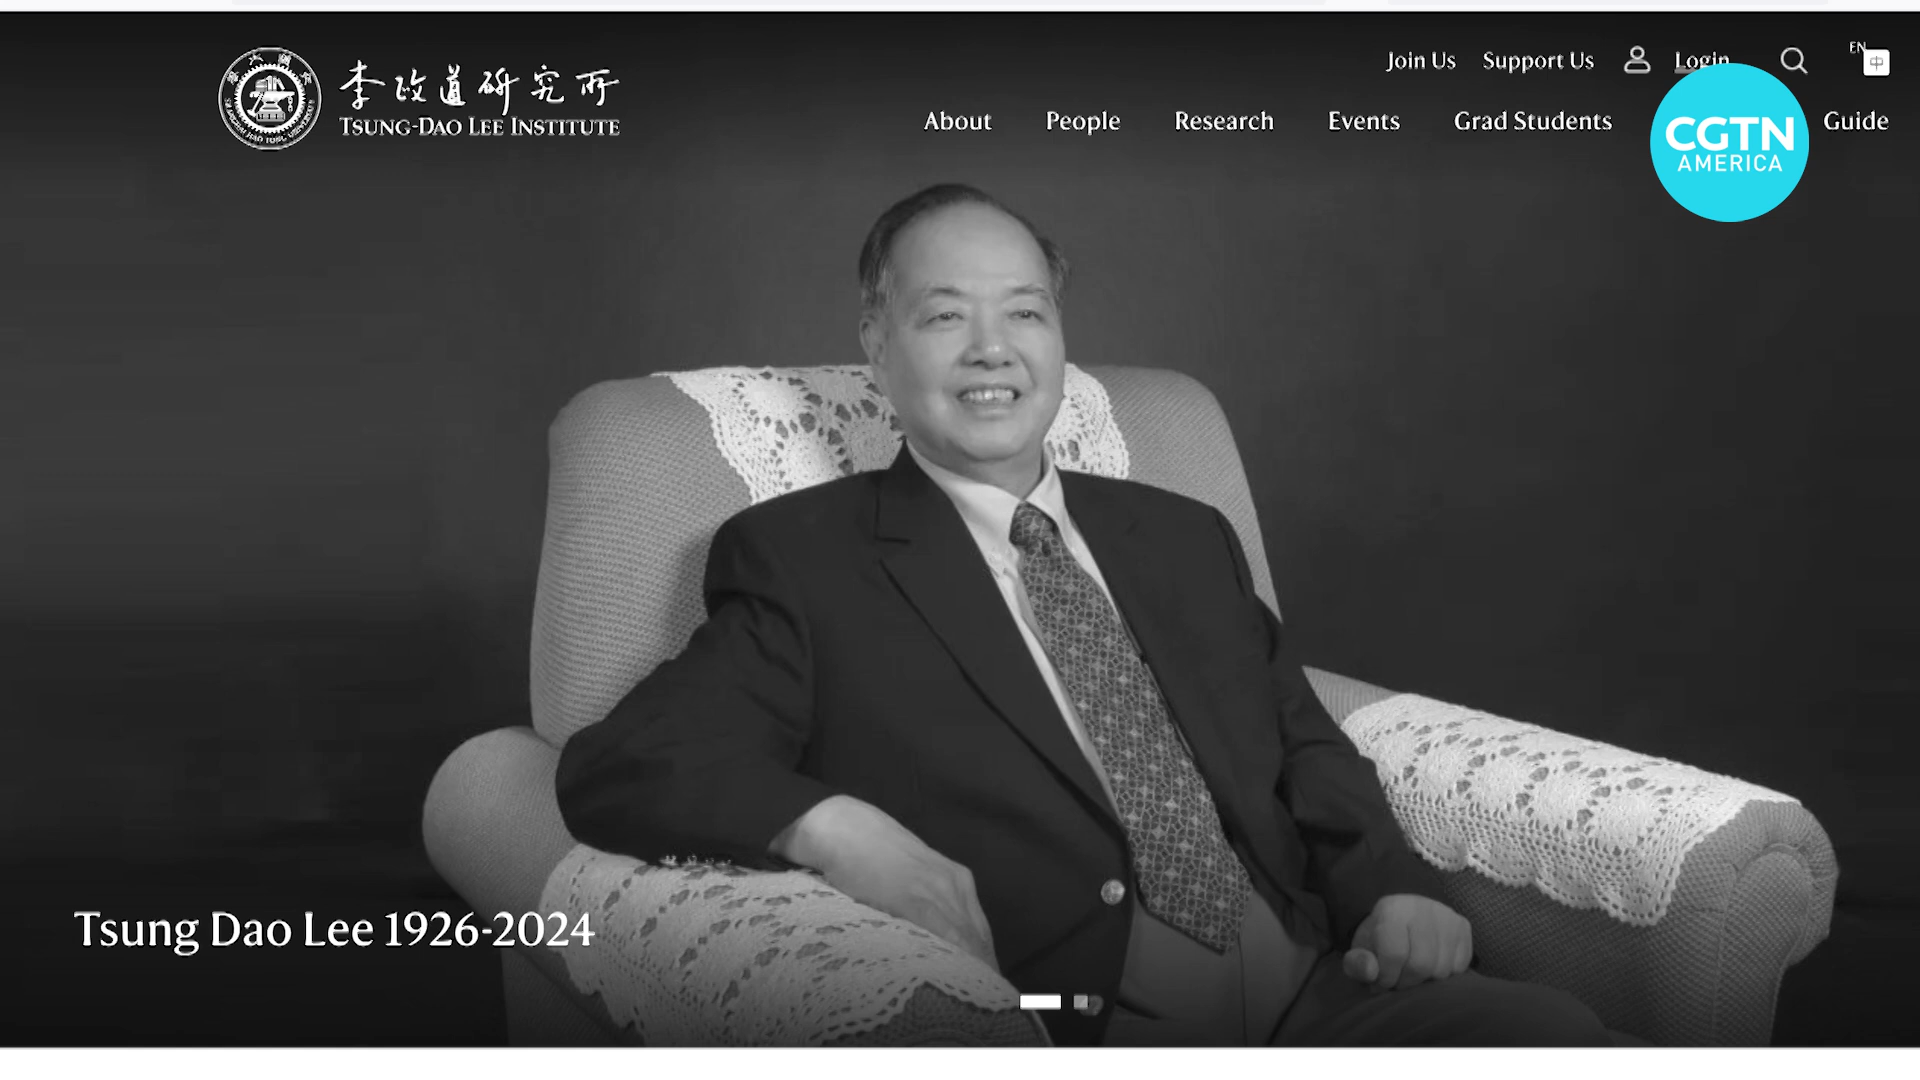 Join Us Support Us Login EN 中
李政道研究所
TSUNG-DAO LEE INSTITUTE
About People Research Events Grad Students Guide
CGTN
AMERICA
Tsung Dao Lee 1926-2024